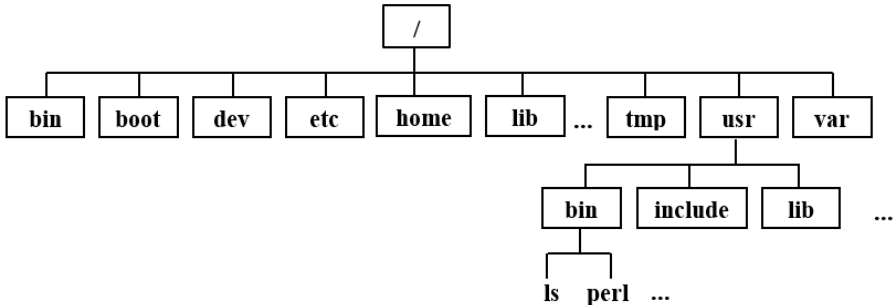 /
bin boot dev etc home lib ... tmp usr var
bin include lib ...
ls perl ...